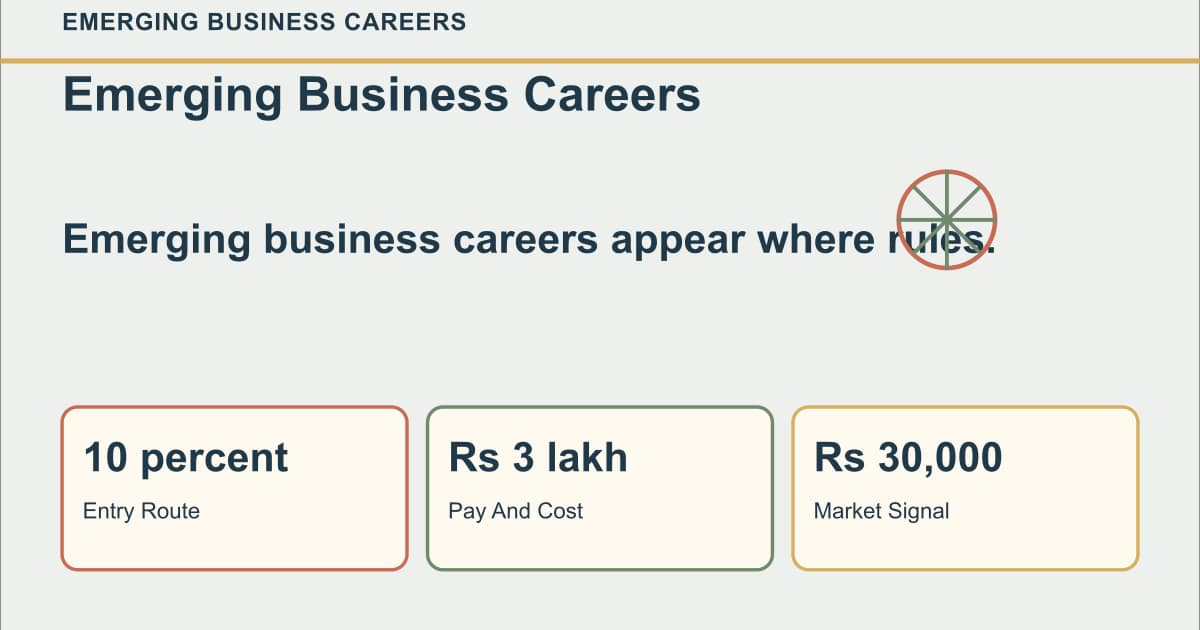 EMERGING BUSINESS CAREERS
Emerging Business Careers
Emerging business careers appear where rules.
10 percent
Entry Route
Rs 3 lakh
Pay And Cost
Rs 30,000
Market Signal